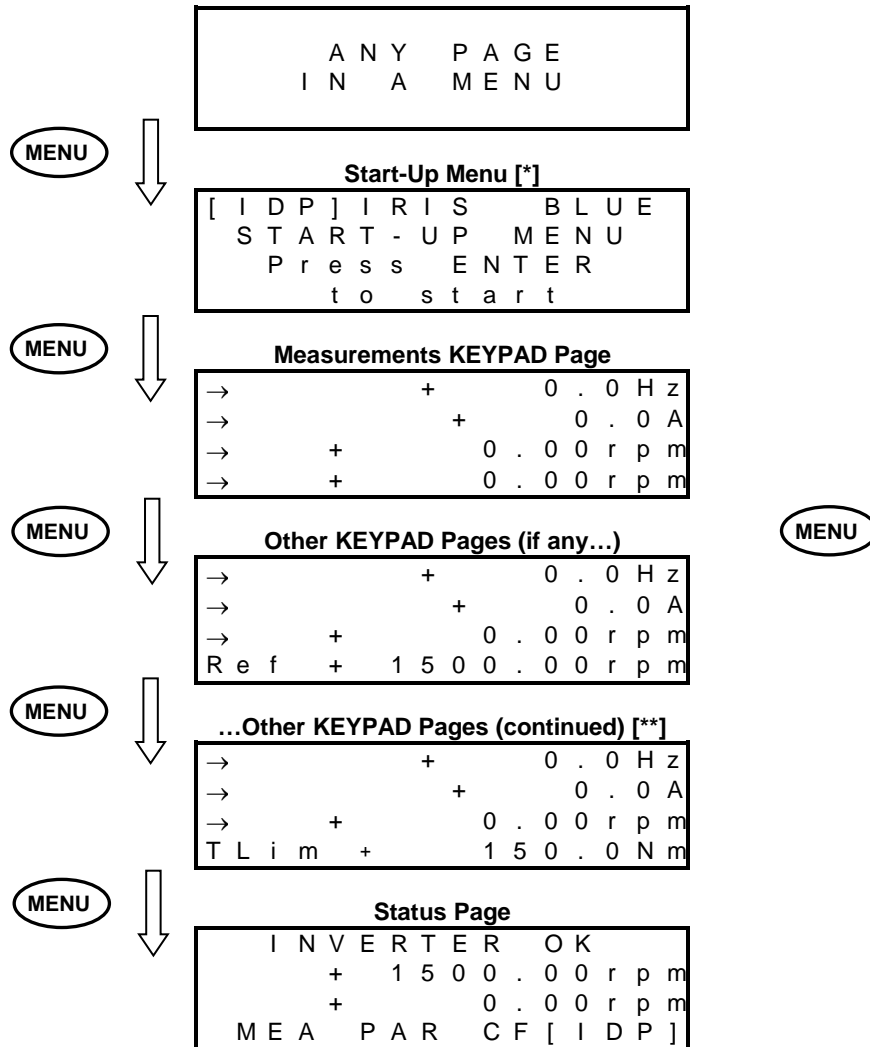 ANY PAGE
IN A MENU
MENU
Start-Up Menu [*]
[IDP]IRIS BLUE
START-UP MENU
Press ENTER
to start
MENU
Measurements KEYPAD Page
→ + 0.0Hz
→ + 0.0A
→ + 0.00rpm
→ + 0.00rpm
MENU
MENU
Other KEYPAD Pages (if any…)
→ + 0.0Hz
→ + 0.0A
→ + 0.00rpm
Ref + 1500.00rpm
MENU
…Other KEYPAD Pages (continued) [**]
→ + 0.0Hz
→ + 0.0A
→ + 0.00rpm
TLim + 150.0Nm
MENU
Status Page
INVERTER OK
+ 1500.00rpm
+ 0.00rpm
MEA PAR CF[IDP]